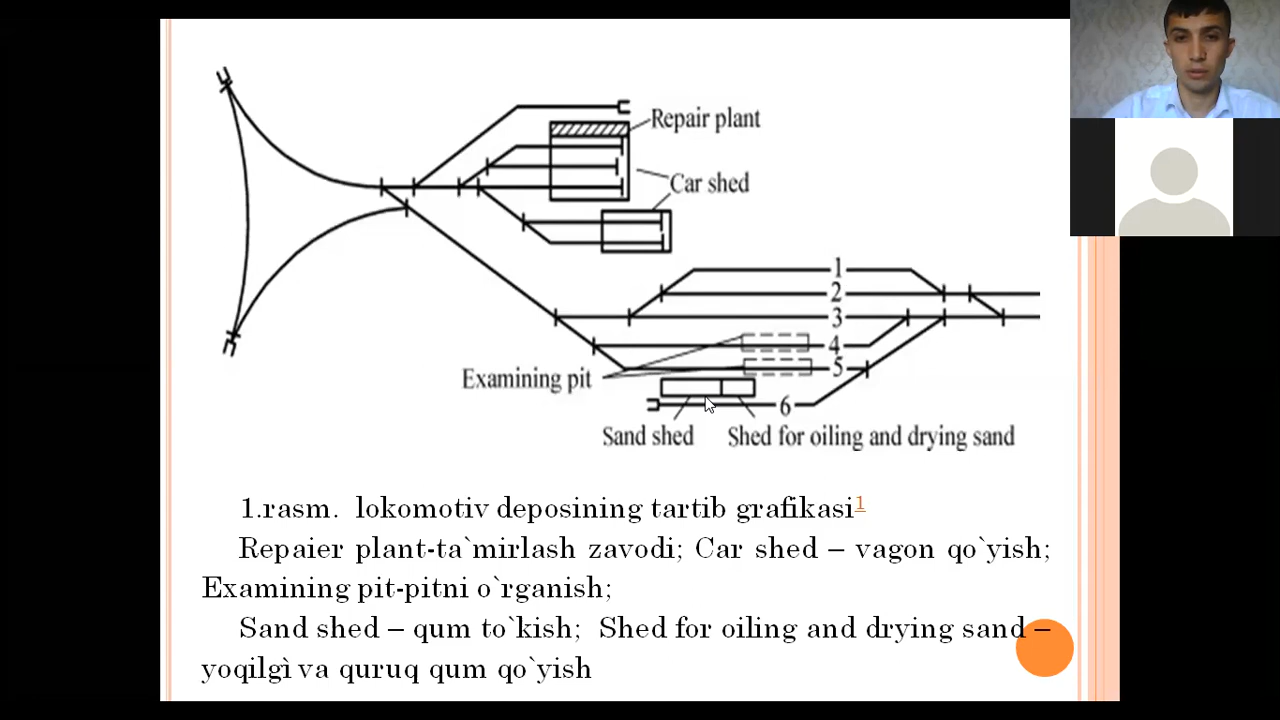 Repair plant
Car shed
1
2
3
4
5
Examining pit
6
Sand shed
Shed for oiling and drying sand
1.rasm. lokomotiv deposining tartib grafikasi1
Repaier plant-ta`mirlash zavodi; Car shed – vagon qo`yish;
Examining pit-pitni o`rganish;
Sand shed – qum to`kish; Shed for oiling and drying sand –
yoqilgì va quruq qum qo`yish